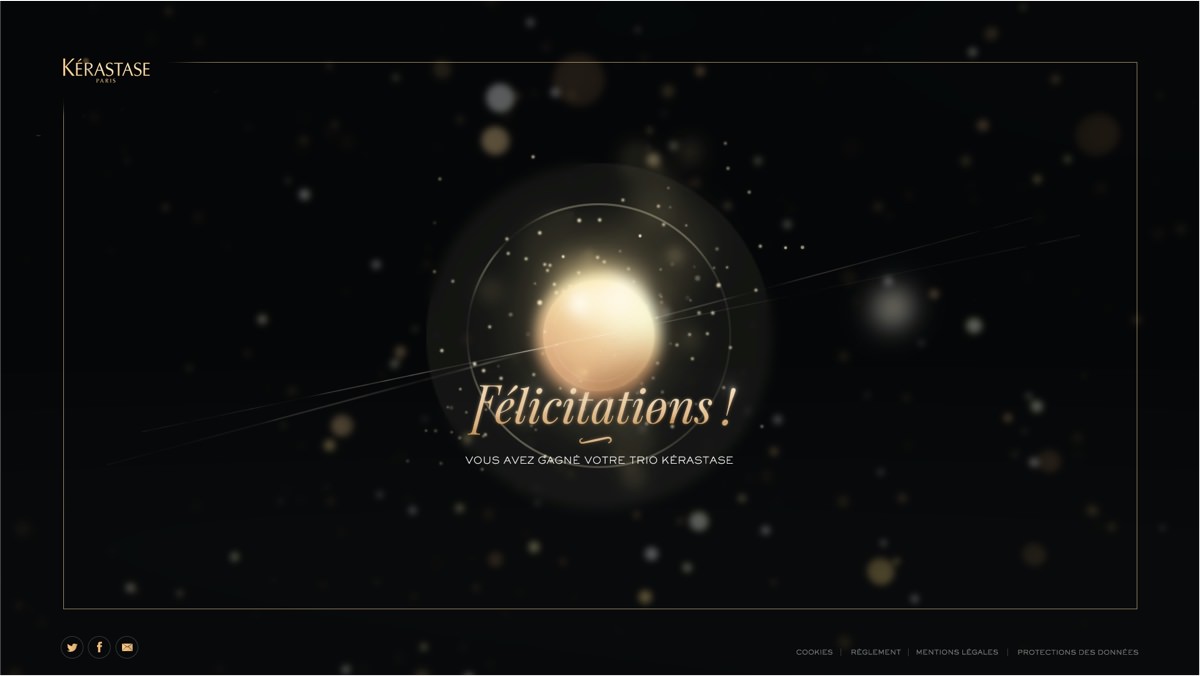 KÉRASTASE
PARIS
Félicitations !
VOUS AVEZ GAGNÉ VOTRE TRIO KÉRASTASE
COOKIES | RÈGLEMENT | MENTIONS LÉGALES | PROTECTIONS DES DONNÉES